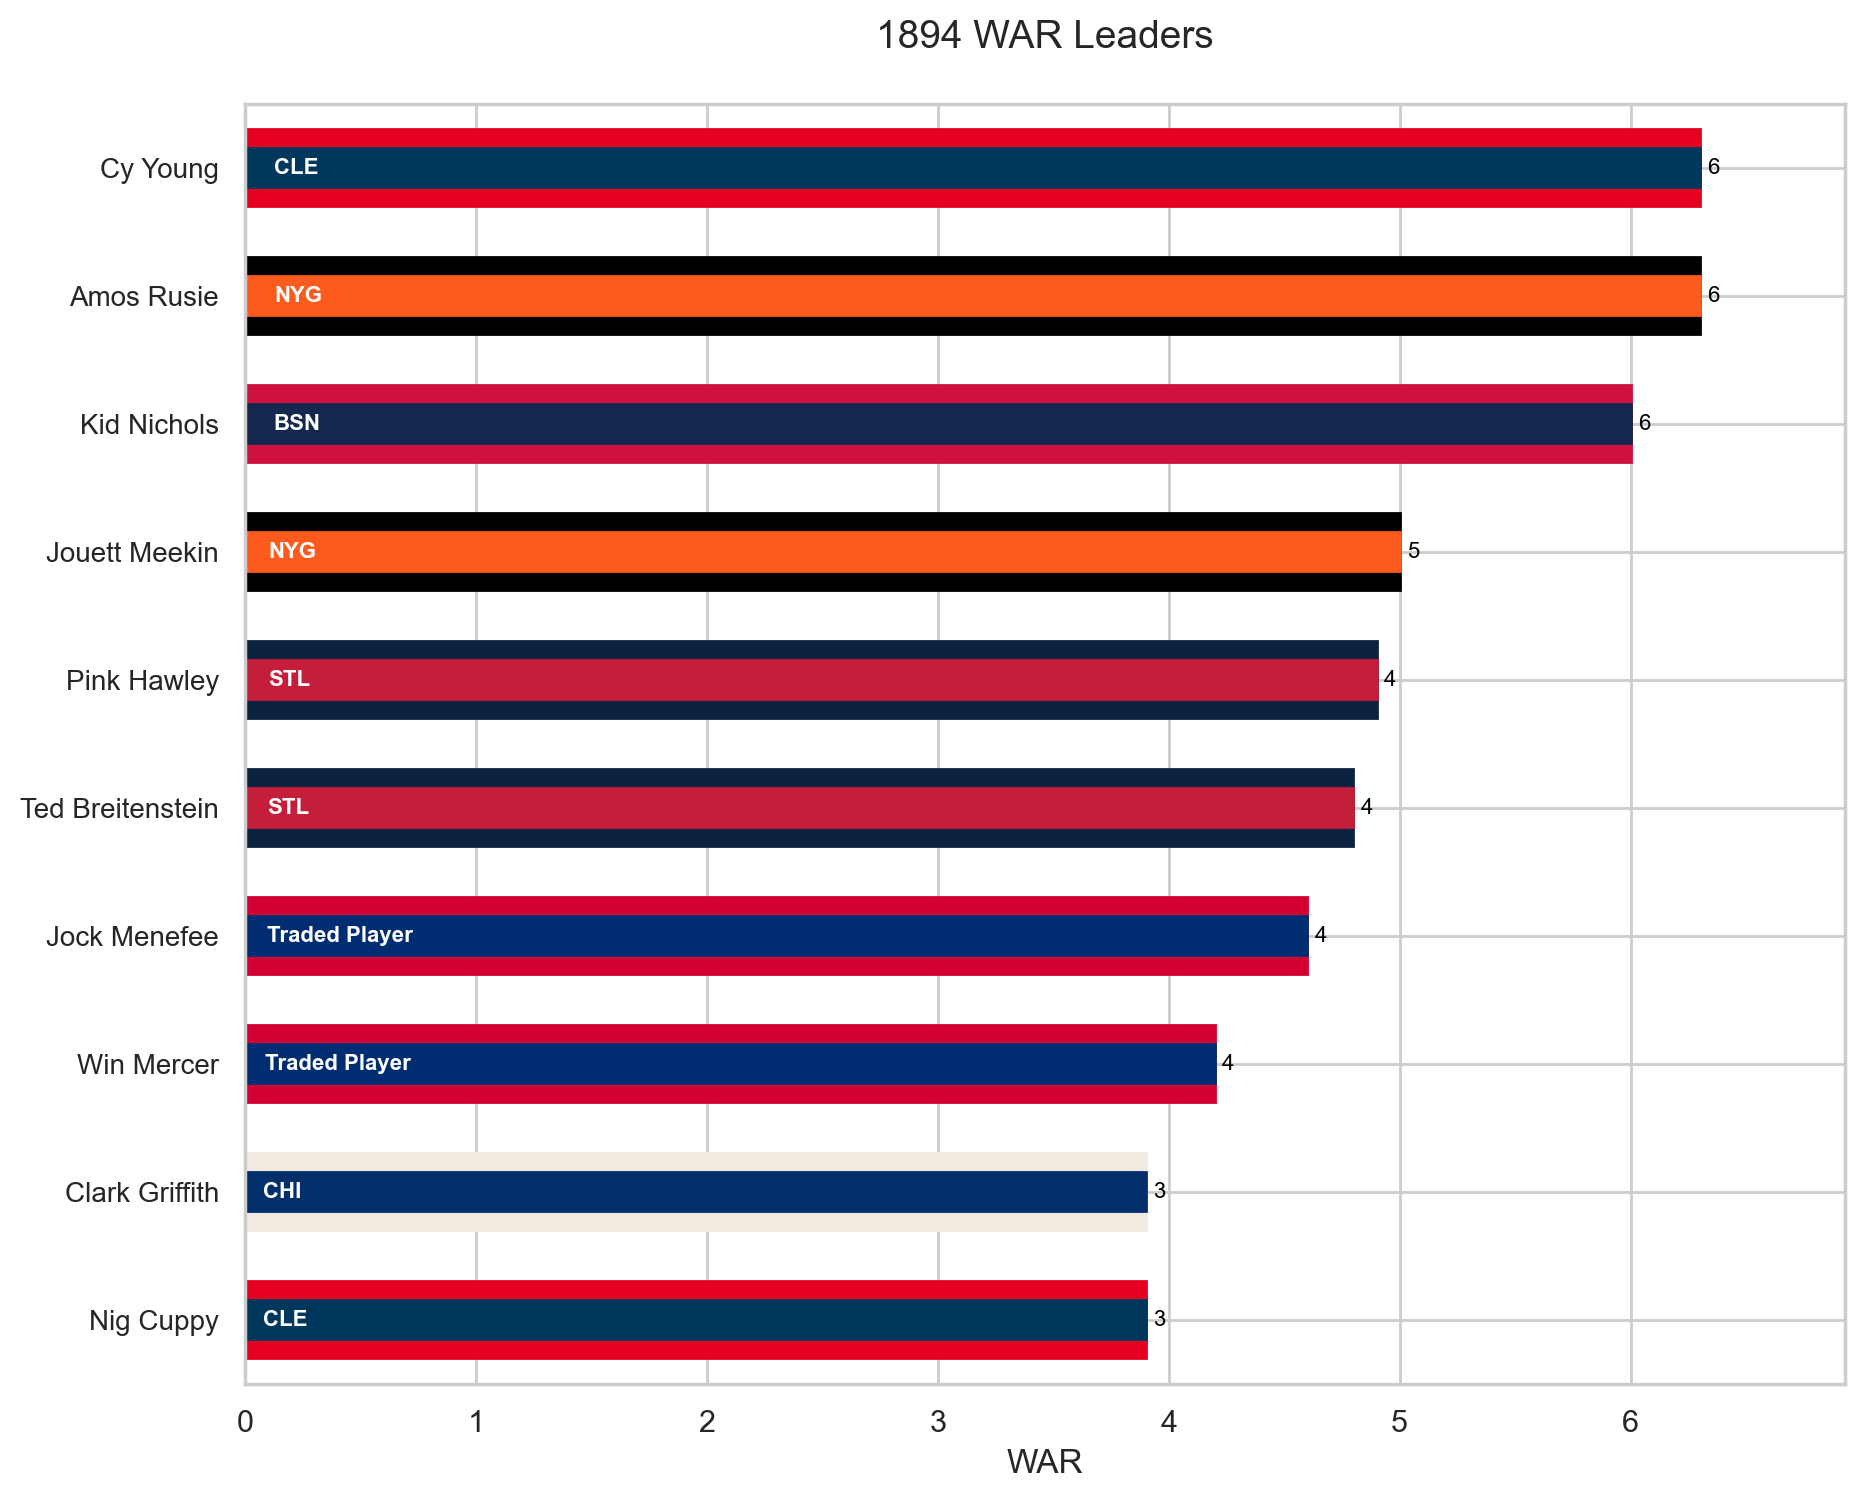 1894 WAR Leaders
Cy Young CLE 6
Amos Rusie NYG 6
Kid Nichols BSN 6
Jouett Meekin NYG 5
Pink Hawley STL 4
Ted Breitenstein STL 4
Jock Menefee Traded Player 4
Win Mercer Traded Player 4
Clark Griffith CHI 3
Nig Cuppy CLE 3
0 1 2 3 4 5 6
WAR